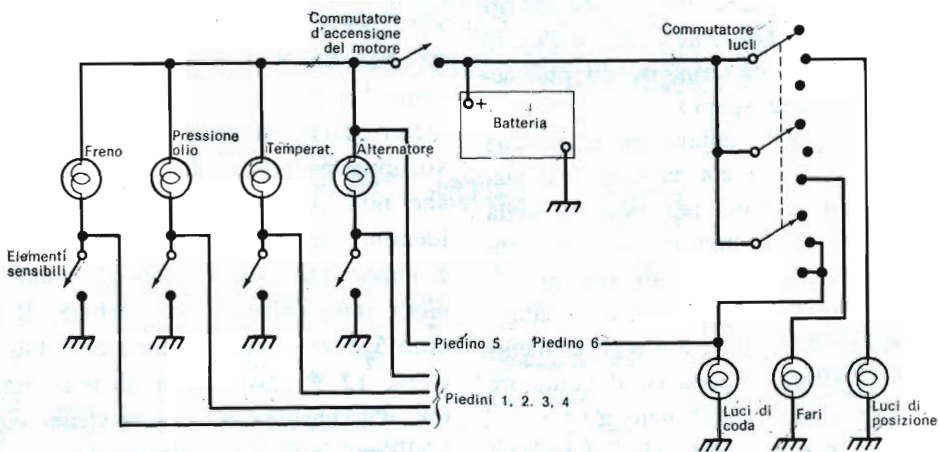 Commutatore
d'accensione
del motore
Commutatore
luci
Freno
Pressione
olio
Temperat.
Alternatore
+
Batteria
Elementi
sensibili
Piedino 5
Piedino 6
Piedini 1, 2. 3, 4
Luci di
coda
Fari
Luci di
posizione